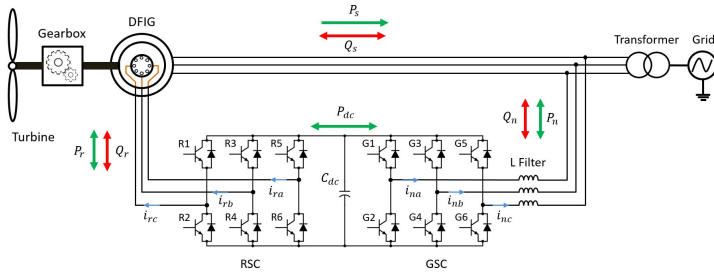 P_s
DFIG
Gearbox
Q_s
Transformer
Grid
Turbine
P_r
Q_r
P_dc
Q_n
P_n
R1
R3
R5
G1
G3
G5
L Filter
C_dc
i_ra
i_rb
i_rc
i_na
i_nb
i_nc
R2
R4
R6
G2
G4
G6
RSC
GSC